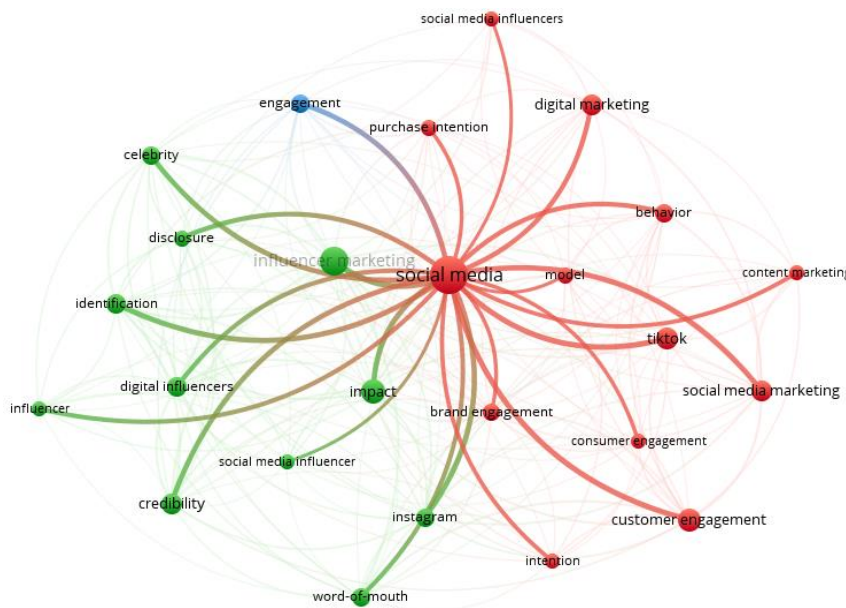 social media influencers
engagement
digital marketing
purchase intention
celebrity
behavior
disclosure
influencer marketing
social media
model
content marketing
identification
tiktok
digital influencers
impact
social media marketing
influencer
brand engagement
consumer engagement
social media influencer
credibility
instagram
customer engagement
intention
word-of-mouth